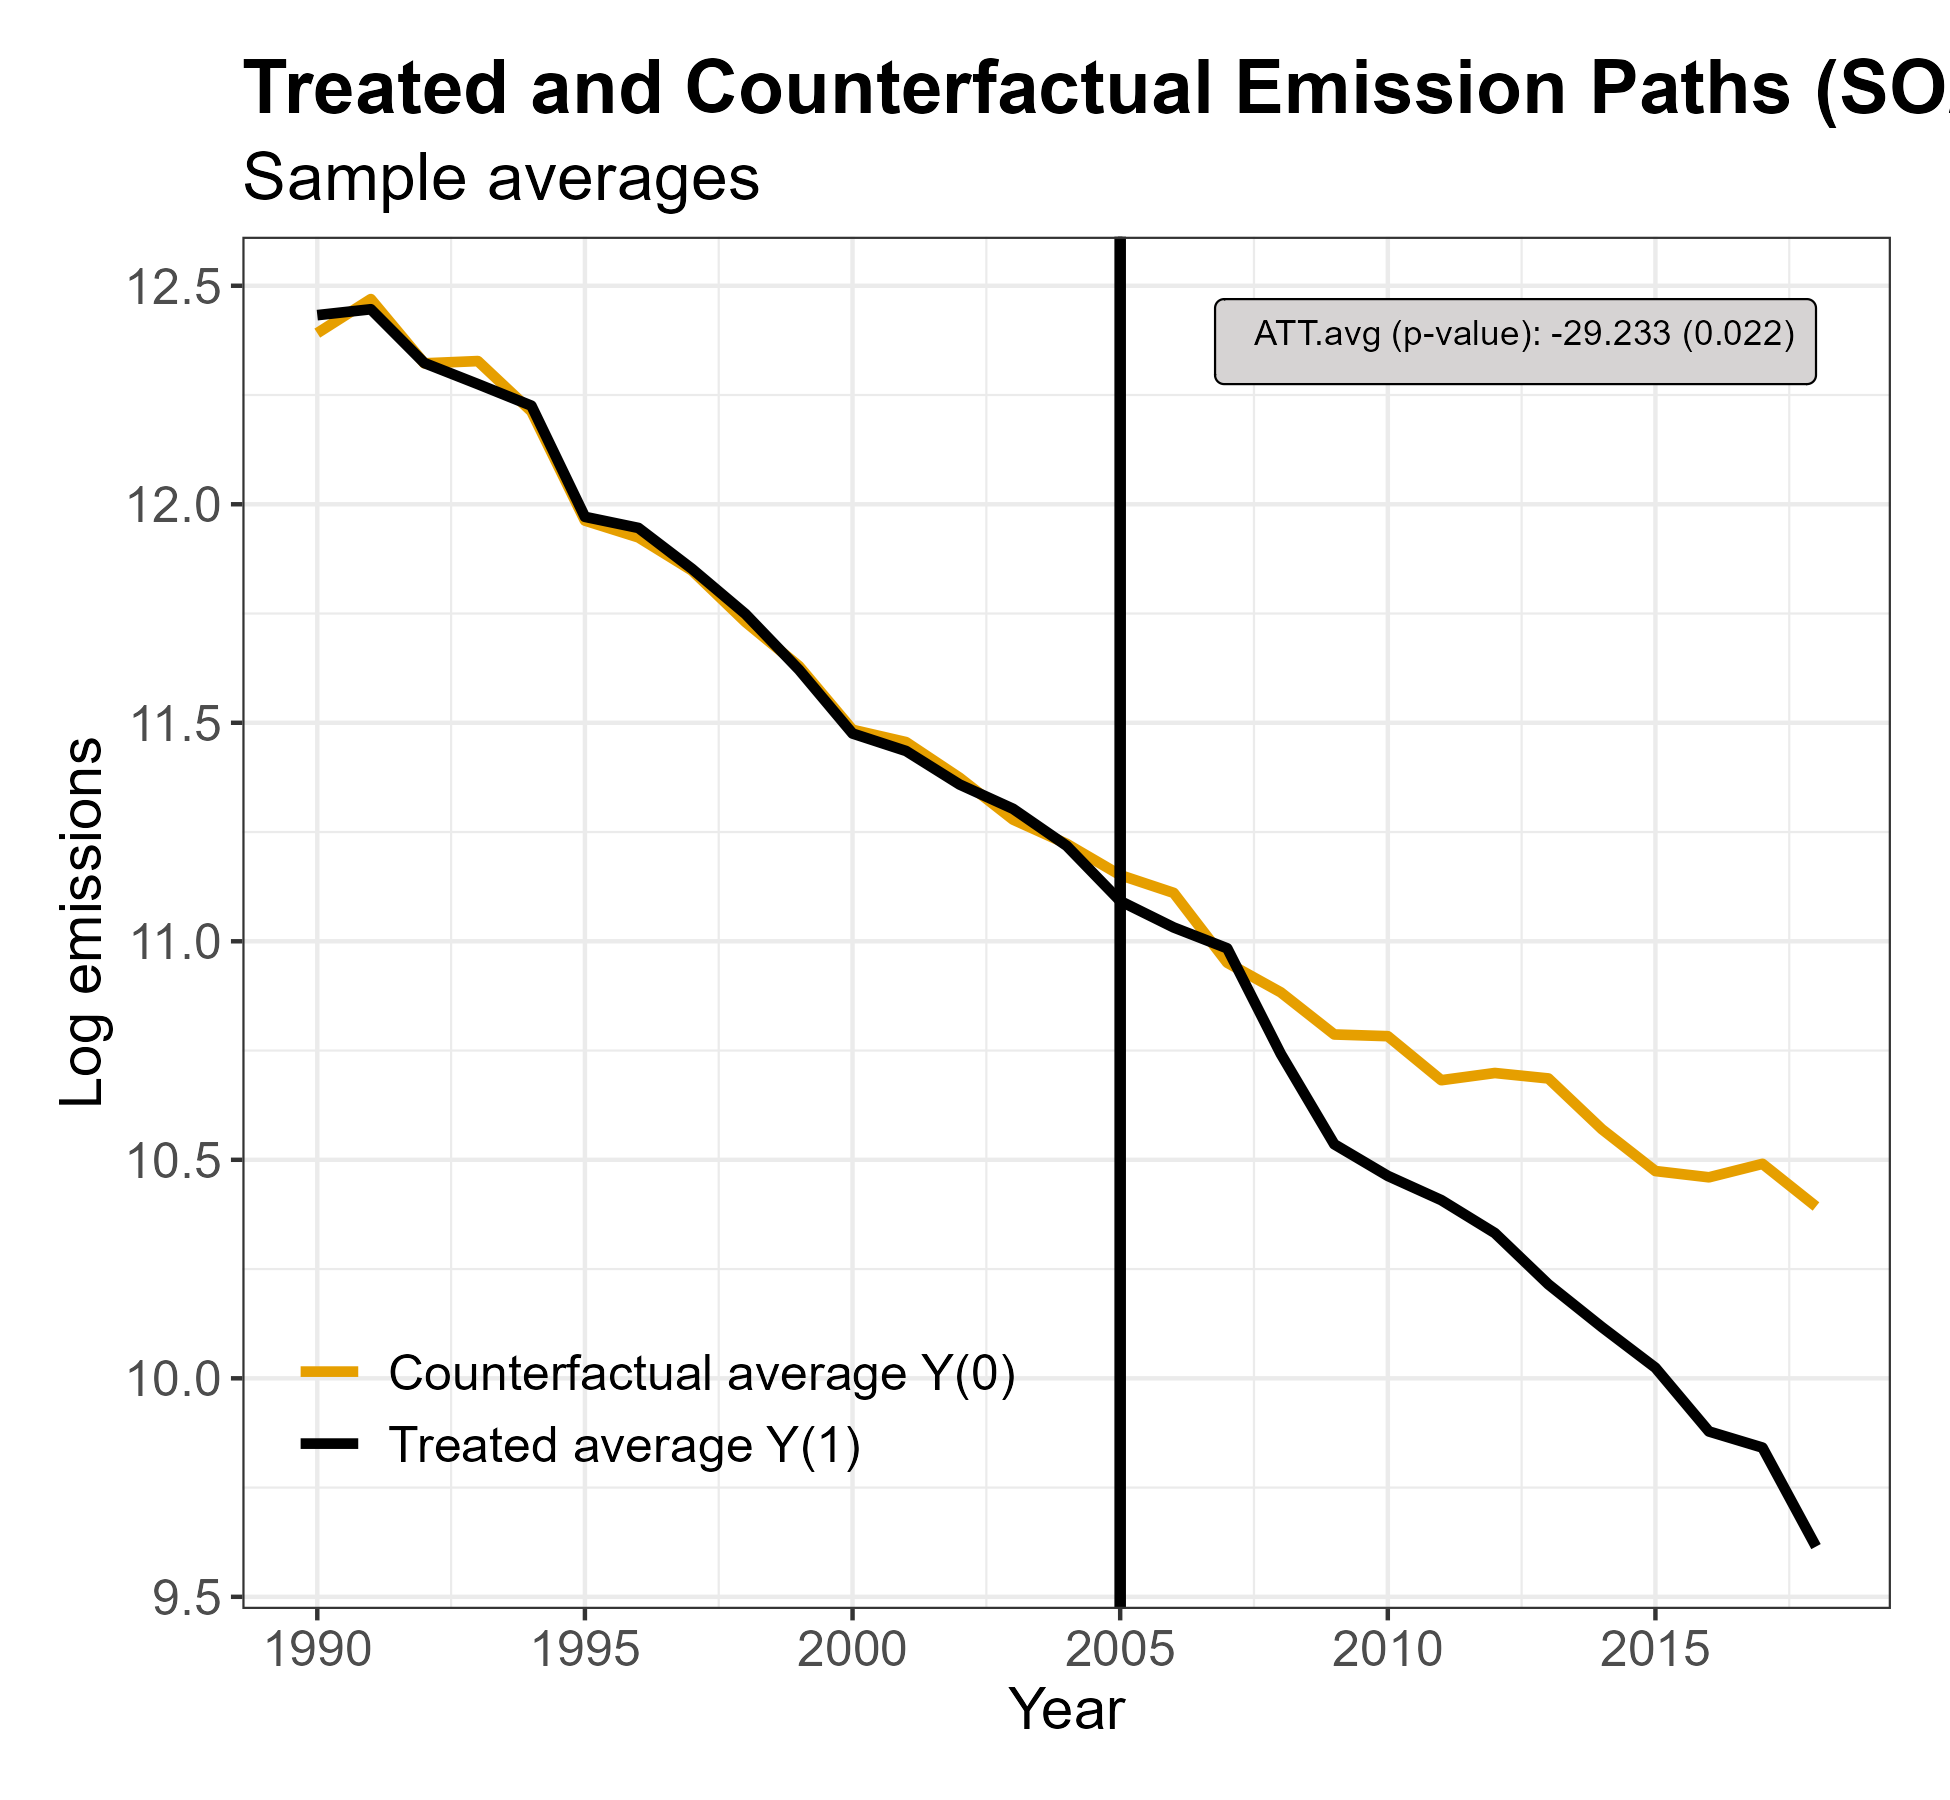 Treated and Counterfactual Emission Paths (SO
Sample averages
12.5
12.0
11.5
11.0
10.5
10.0
9.5
Log emissions
ATT.avg (p-value): -29.233 (0.022)
Counterfactual average Y(0)
Treated average Y(1)
1990 1995 2000 2005 2010 2015
Year